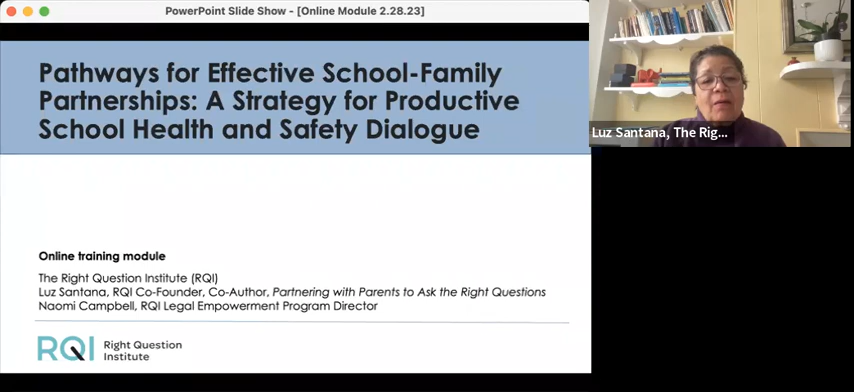 PowerPoint Slide Show - [Online Module 2.28.23]
Pathways for Effective School-Family
Partnerships: A Strategy for Productive
School Health and Safety Dialogue
Luz Santana, The Rig...
Online training module
The Right Question Institute (RQI)
Luz Santana, RQI Co-Founder, Co-Author, Partnering with Parents to Ask the Right Questions
Naomi Campbell, RQI Legal Empowerment Program Director
RQI
Right Question
Institute